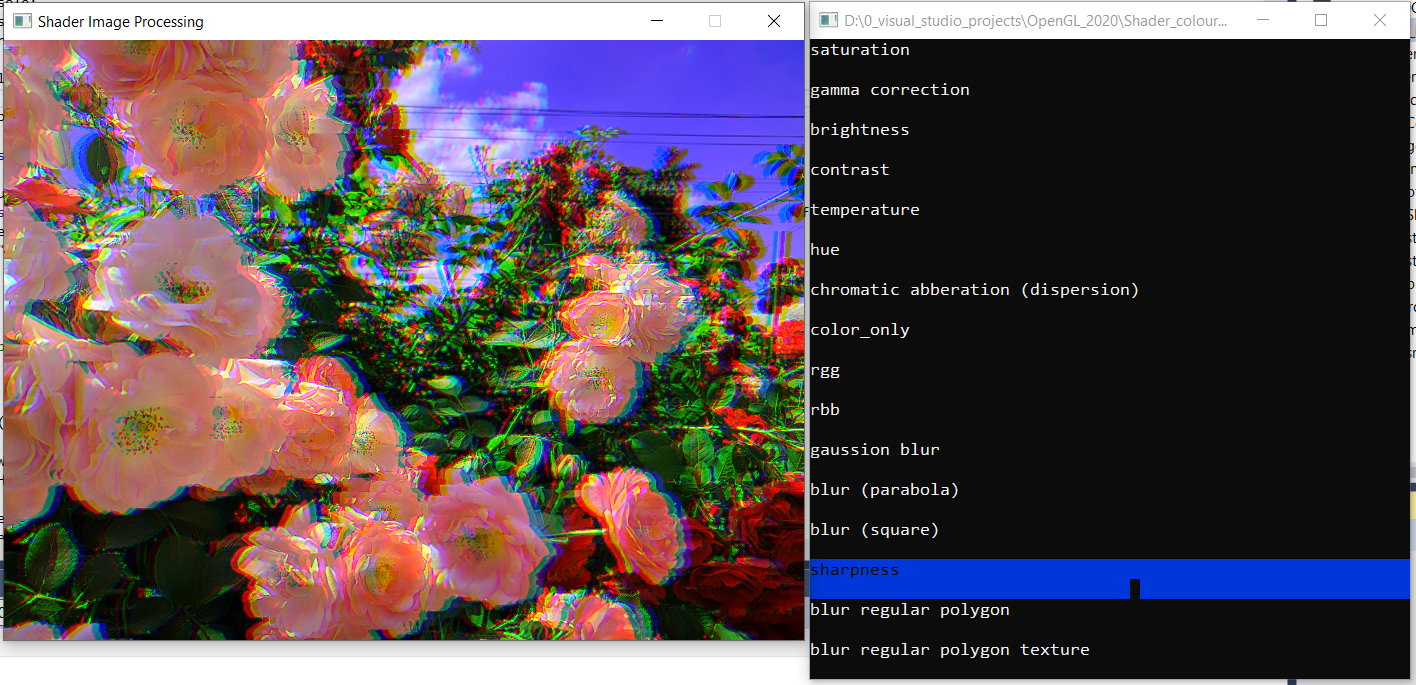 Shader Image Processing
D:\0_visual_studio_projects\OpenGL_2020\Shader_colour...
saturation
gamma correction
brightness
contrast
temperature
hue
chromatic abberation (dispersion)
color_only
rgg
rbb
gaussion blur
blur (parabola)
blur (square)
sharpness
blur regular polygon
blur regular polygon texture